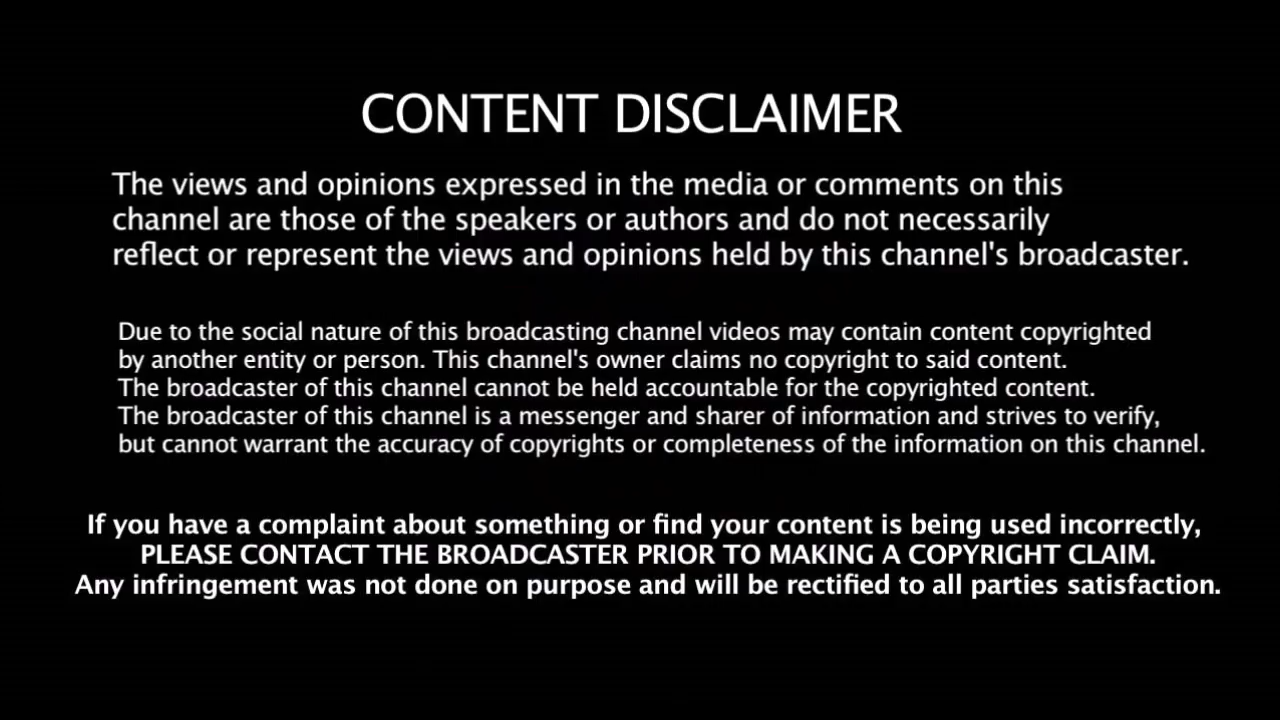 CONTENT DISCLAIMER
The views and opinions expressed in the media or comments on this
channel are those of the speakers or authors and do not necessarily
reflect or represent the views and opinions held by this channel's broadcaster.
Due to the social nature of this broadcasting channel videos may contain content copyrighted
by another entity or person. This channel's owner claims no copyright to said content.
The broadcaster of this channel cannot be held accountable for the copyrighted content.
The broadcaster of this channel is a messenger and sharer of information and strives to verify,
but cannot warrant the accuracy of copyrights or completeness of the information on this channel.
If you have a complaint about something or find your content is being used incorrectly,
PLEASE CONTACT THE BROADCASTER PRIOR TO MAKING A COPYRIGHT CLAIM.
Any infringement was not done on purpose and will be rectified to all parties satisfaction.